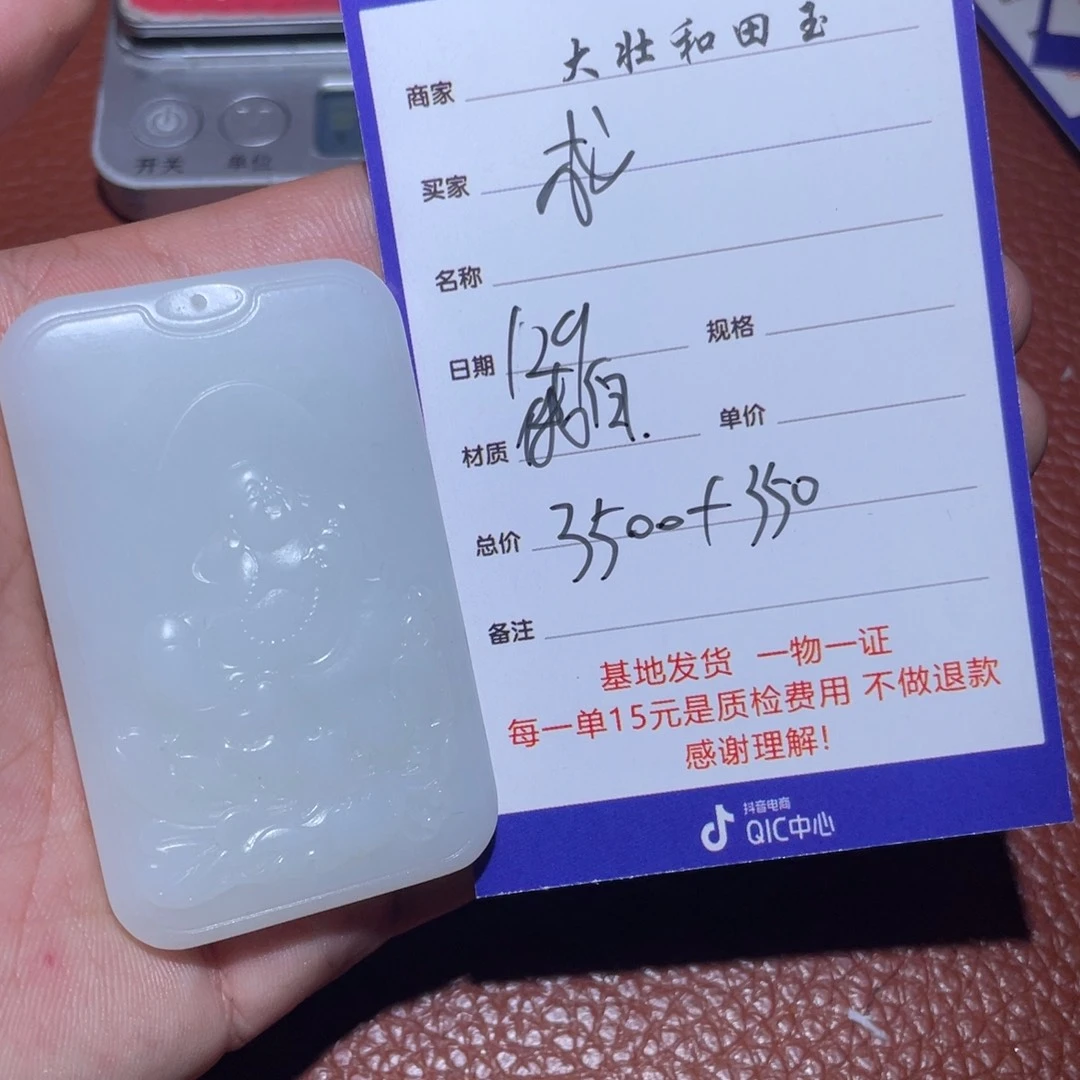 开关 单位
商家 大壮和田玉
买家
名称
日期 129 规格
材质 俄白. 单价
总价 3500+350
备注
基地发货 一物一证
每一单15元是质检费用 不做退款
感谢理解!
抖音电商
QIC中心